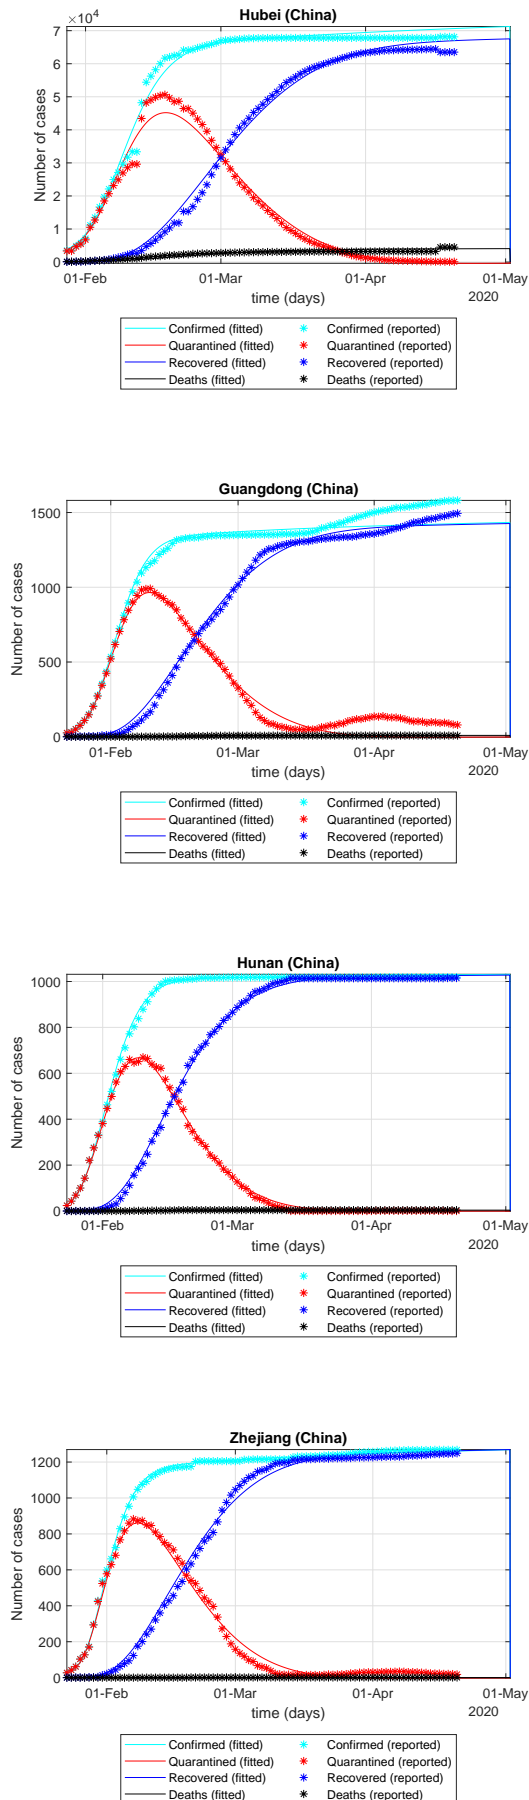 Hubei (China)
×10⁴
7
6
5
4
3
2
1
0
Number of cases
01-Feb 01-Mar 01-Apr 01-May
time (days) 2020
Confirmed (fitted) Confirmed (reported)
Quarantined (fitted) Quarantined (reported)
Recovered (fitted) Recovered (reported)
Deaths (fitted) Deaths (reported)
Guangdong (China)
1500
1000
500
0
Number of cases
01-Feb 01-Mar 01-Apr 01-May
time (days) 2020
Confirmed (fitted) Confirmed (reported)
Quarantined (fitted) Quarantined (reported)
Recovered (fitted) Recovered (reported)
Deaths (fitted) Deaths (reported)
Hunan (China)
1000
800
600
400
200
0
Number of cases
01-Feb 01-Mar 01-Apr 01-May
time (days) 2020
Confirmed (fitted) Confirmed (reported)
Quarantined (fitted) Quarantined (reported)
Recovered (fitted) Recovered (reported)
Deaths (fitted) Deaths (reported)
Zhejiang (China)
1200
1000
800
600
400
200
0
Number of cases
01-Feb 01-Mar 01-Apr 01-May
time (days) 2020
Confirmed (fitted) Confirmed (reported)
Quarantined (fitted) Quarantined (reported)
Recovered (fitted) Recovered (reported)
Deaths (fitted) Deaths (reported)